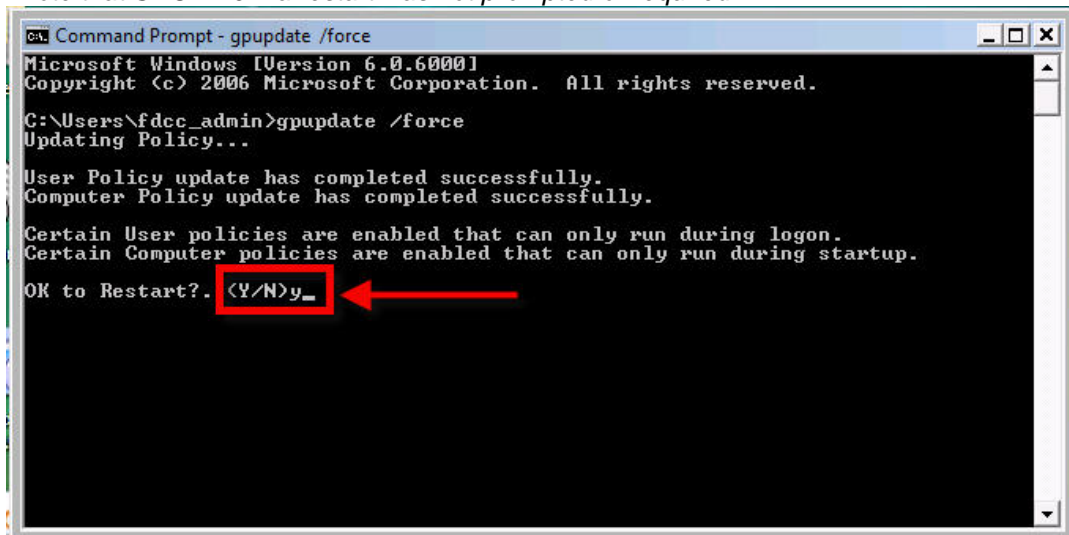 Command Prompt - gpupdate /force
Microsoft Windows [Version 6.0.6000]
Copyright (c) 2006 Microsoft Corporation.  All rights reserved.
C:\Users\fdcc_admin>gpupdate /force
Updating Policy...
User Policy update has completed successfully.
Computer Policy update has completed successfully.
Certain User policies are enabled that can only run during logon.
Certain Computer policies are enabled that can only run during startup.
OK to Restart?. (Y/N)y_